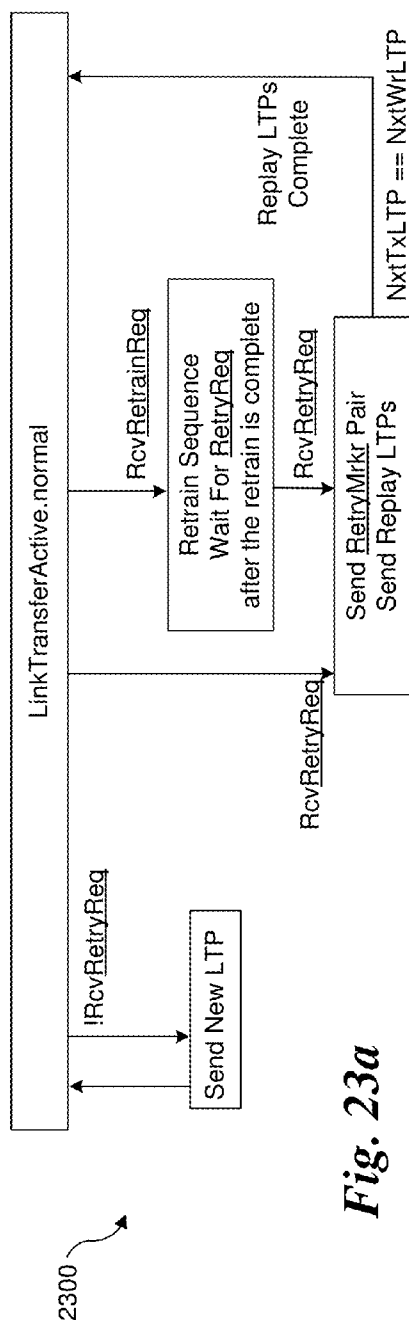 2300
LinkTransferActive.normal
!RcvRetryReq
Send New LTP
RcvRetryReq
RcvRetrainReq
Retrain Sequence
Wait For RetryReq
after the retrain is complete
RcvRetryReq
Send RetryMrkr Pair
Send Replay LTPs
Replay LTPs
Complete
NxtTxLTP == NxtWrLTP
Fig. 23a